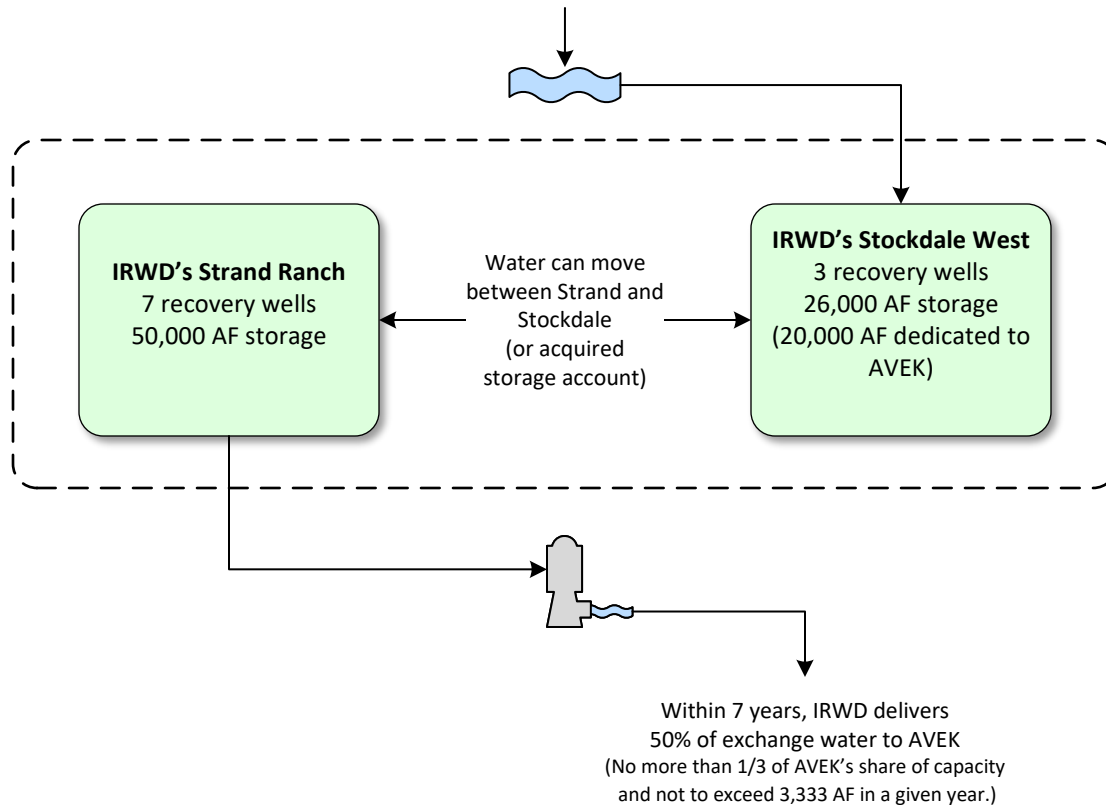 IRWD’s Strand Ranch
7 recovery wells
50,000 AF storage
Water can move
between Strand and
Stockdale
(or acquired
storage account)
IRWD’s Stockdale West
3 recovery wells
26,000 AF storage
(20,000 AF dedicated to
AVEK)
Within 7 years, IRWD delivers
50% of exchange water to AVEK
(No more than 1/3 of AVEK’s share of capacity
and not to exceed 3,333 AF in a given year.)